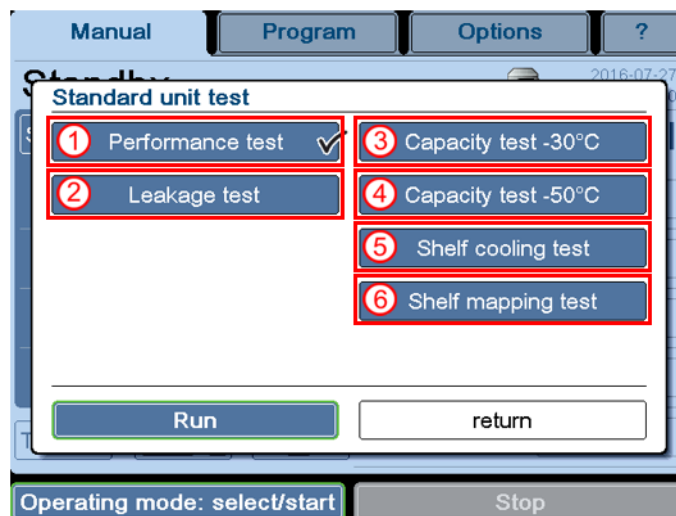 Manual Program Options ?
Standby
2016-07-27
Standard unit test
1 Performance test
3 Capacity test -30°C
2 Leakage test
4 Capacity test -50°C
5 Shelf cooling test
6 Shelf mapping test
Run
return
Operating mode: select/start
Stop